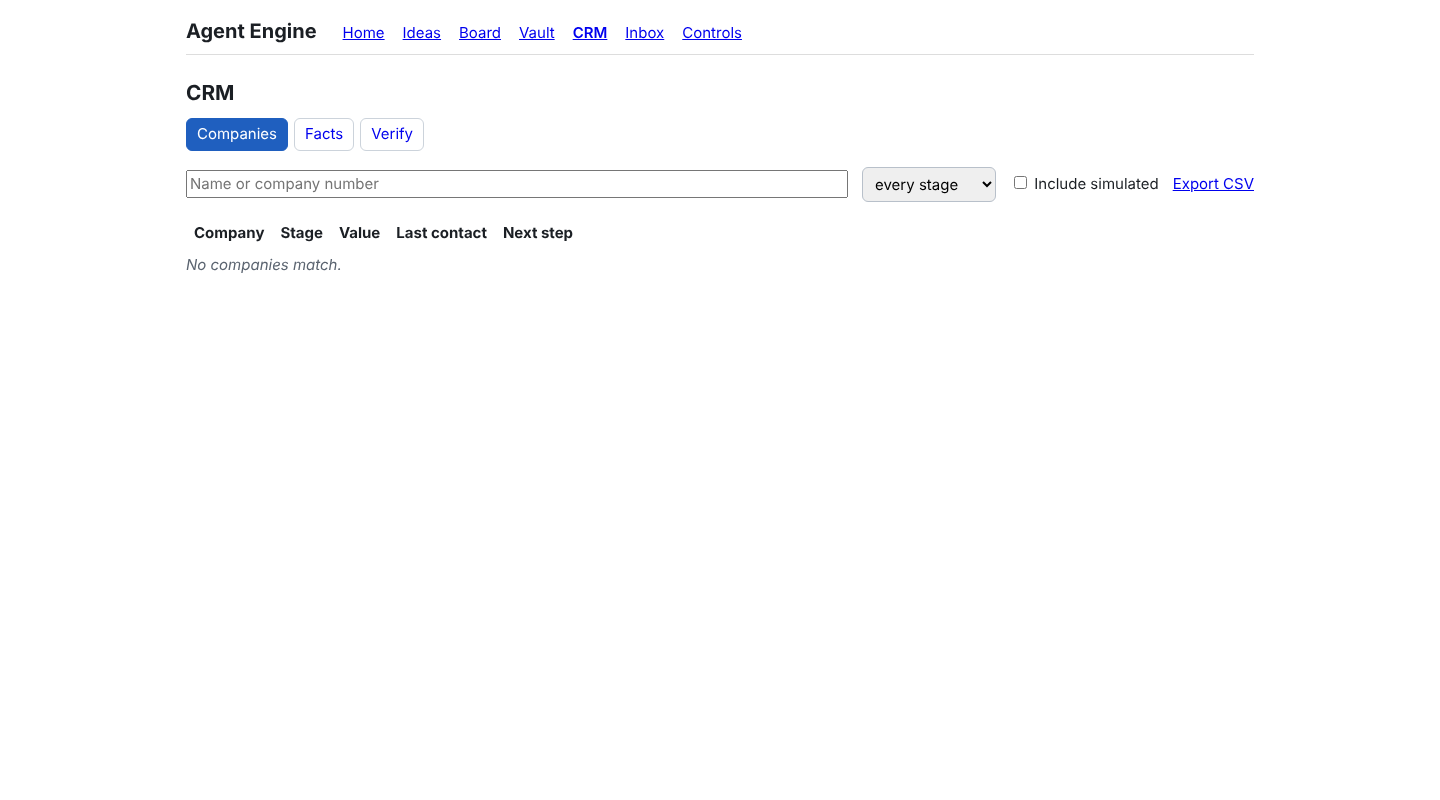 Agent Engine Home Ideas Board Vault CRM Inbox Controls
CRM
Companies Facts Verify
Name or company number every stage Include simulated Export CSV
Company Stage Value Last contact Next step
No companies match.